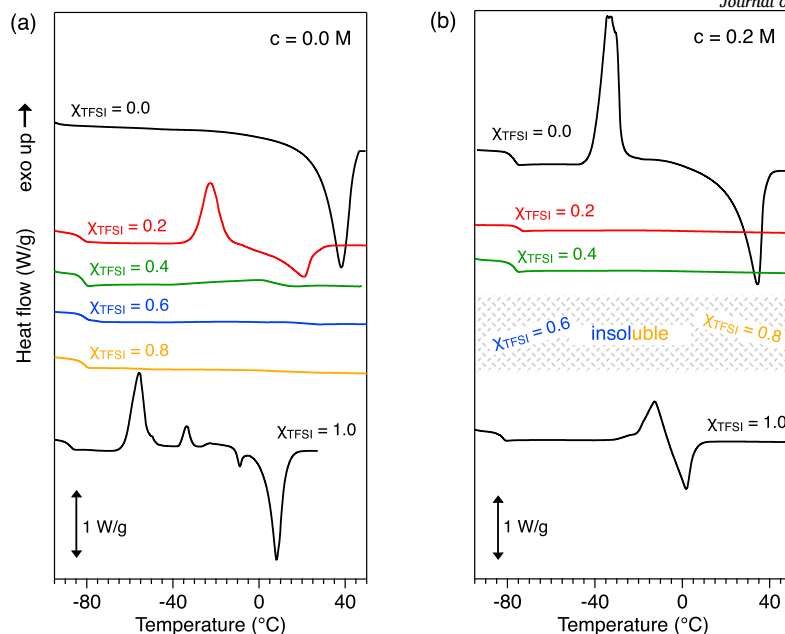 Journal o
(a)
c = 0.0 M
χTFSI = 0.0
χTFSI = 0.2
χTFSI = 0.4
χTFSI = 0.6
χTFSI = 0.8
χTFSI = 1.0
1 W/g
Heat flow (W/g)
exo up
-80
-40
0
40
Temperature (°C)
(b)
c = 0.2 M
χTFSI = 0.0
χTFSI = 0.2
χTFSI = 0.4
χTFSI = 0.6
insoluble
χTFSI = 0.8
χTFSI = 1.0
1 W/g
-80
-40
0
40
Temperature (°C)